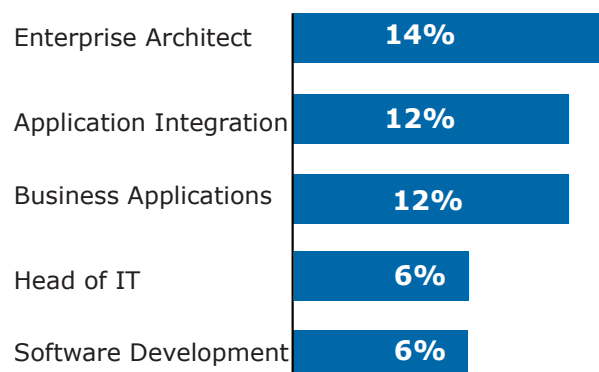 Enterprise Architect 14%
Application Integration 12%
Business Applications 12%
Head of IT 6%
Software Development 6%